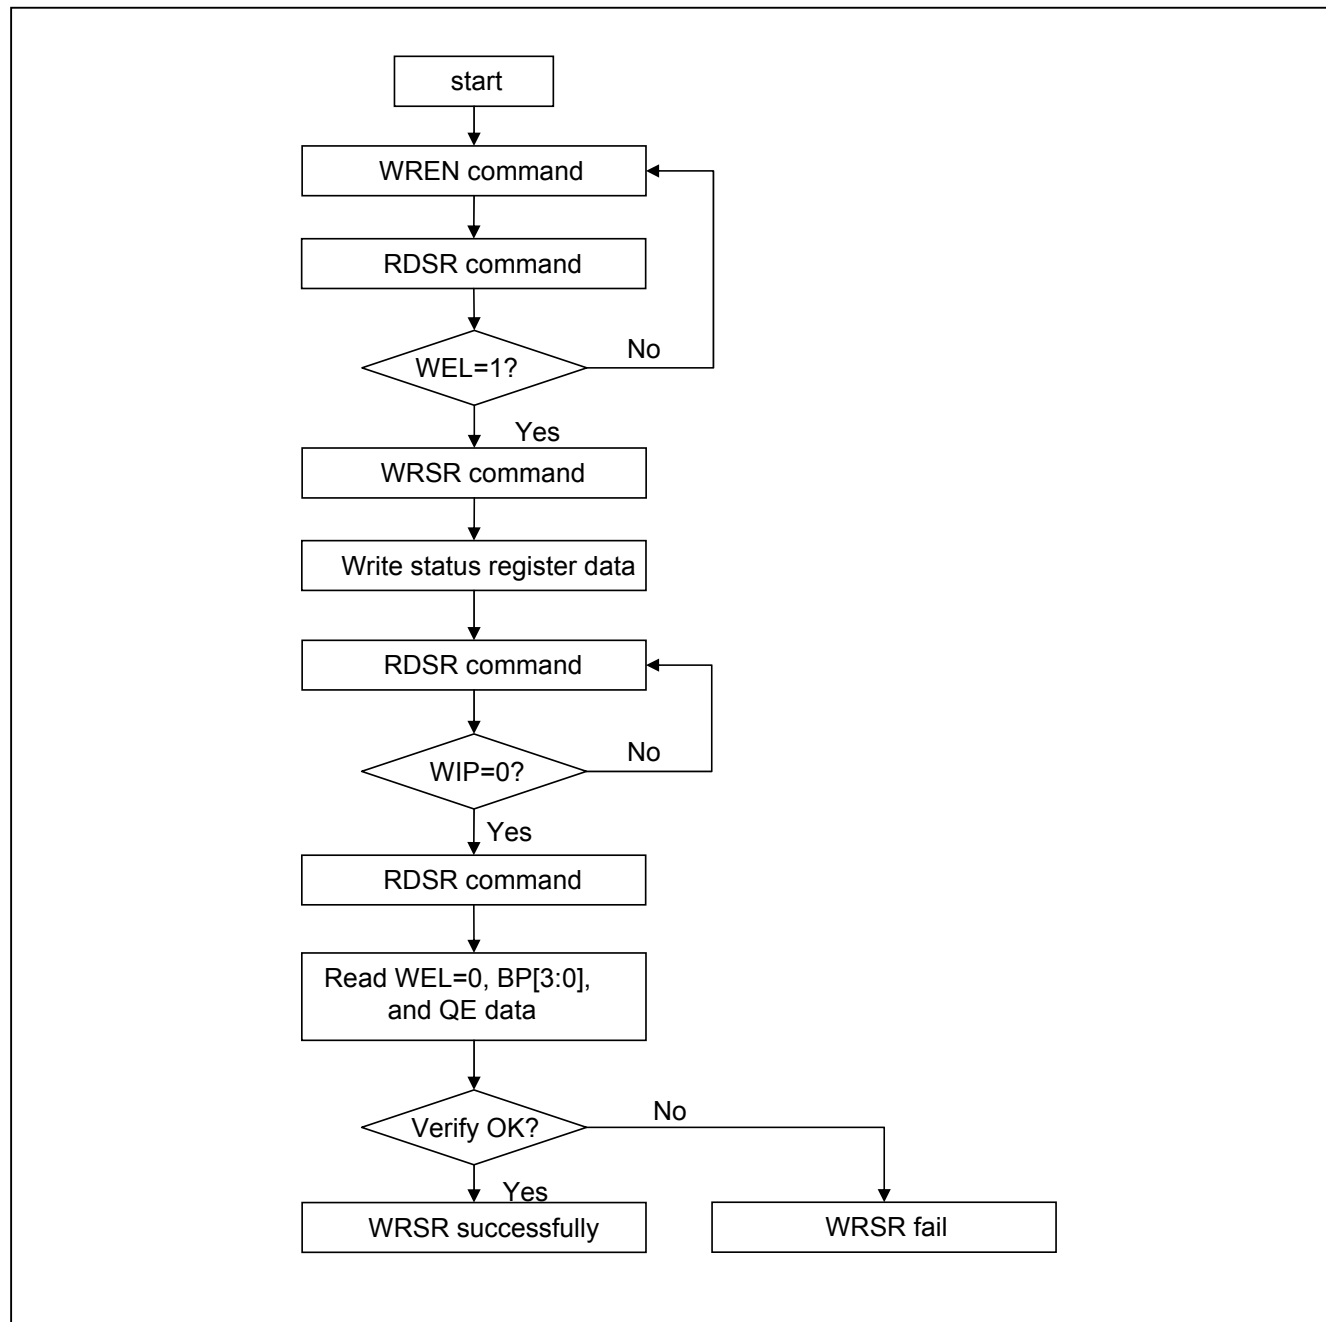 start
WREN command
RDSR command
WEL=1?
No
Yes
WRSR command
Write status register data
RDSR command
WIP=0?
No
Yes
RDSR command
Read WEL=0, BP[3:0],
and QE data
Verify OK?
No
Yes
WRSR successfully
WRSR fail